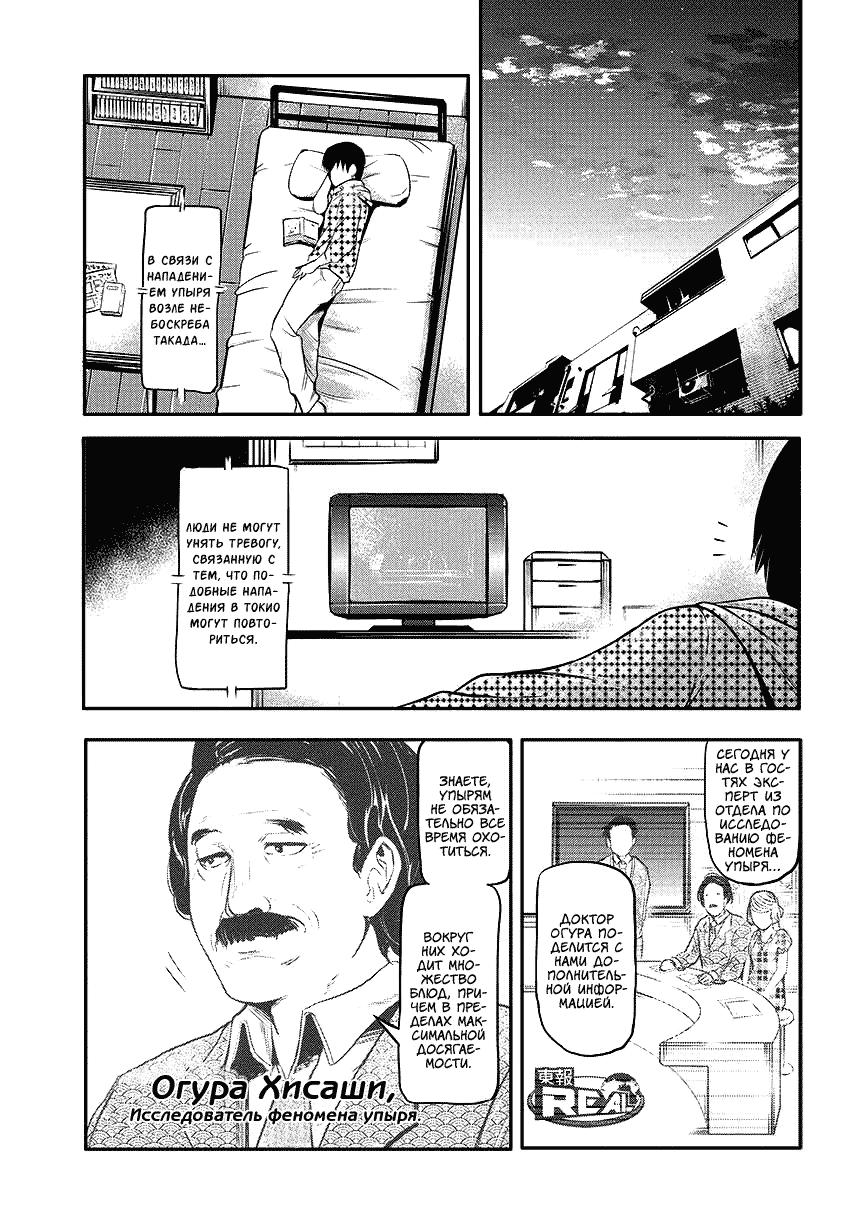 В СВЯЗИ С
НАПАДЕНИ-
ЕМ УПЫРЯ
ВОЗЛЕ НЕ-
БОСКРЕБА
ТАКАДА...
ЛЮДИ НЕ МОГУТ
УНЯТЬ ТРЕВОГУ,
СВЯЗАННУЮ С
ТЕМ, ЧТО ПО-
ДОБНЫЕ НАПА-
ДЕНИЯ В ТОКИО
МОГУТ ПОВТО-
РИТЬСЯ.
СЕГОДНЯ У
НАС В ГОС-
ТЯХ ЭКС-
ПЕРТ ИЗ
ОТДЕЛА ПО
ИССЛЕДО-
ВАНИЮ ФЕ-
НОМЕНА
УПЫРЯ...
ДОКТОР
ОГУРА ПО-
ДЕЛИТСЯ С
НАМИ ДО-
ПОЛНИТЕЛЬ-
НОЙ ИНФОР-
МАЦИЕЙ.
東報
REAL
ЗНАЕТЕ,
УПЫРЯМ
НЕ ОБЯЗА-
ТЕЛЬНО ВСЕ
ВРЕМЯ ОХО-
ТИТЬСЯ.
ВОКРУГ
НИХ ХО-
ДИТ МНО-
ЖЕСТВО
БЛЮД, ПРИ-
ЧЕМ В ПРЕ-
ДЕЛАХ МАК-
СИМАЛЬНОЙ
ДОСЯГАЕ-
МОСТИ.
Огура Хисаши,
Исследователь феномена упыря